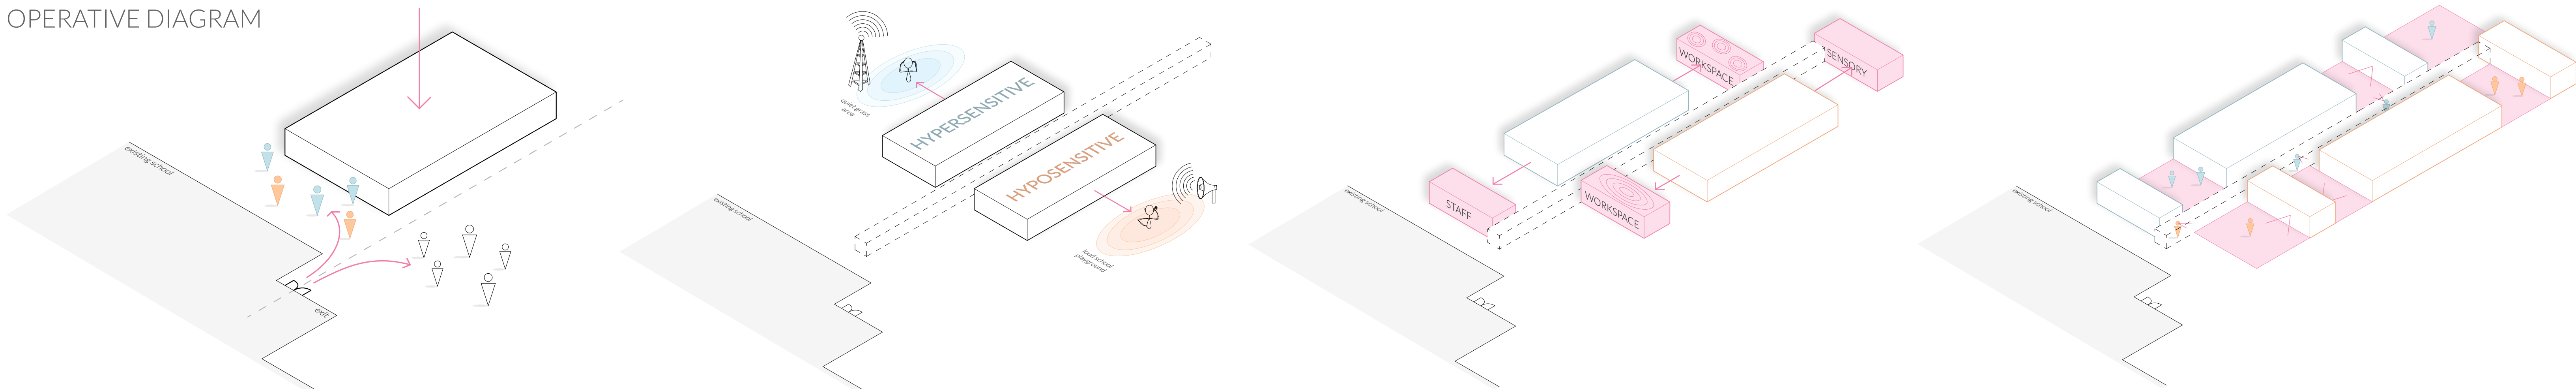 OPERATIVE DIAGRAM
existing school
exit
quiet grass
area
HYPERSENSITIVE
HYPOSENSITIVE
loud school
playground
existing school
WORKSPACE
SENSORY
STAFF
WORKSPACE
existing school
existing school